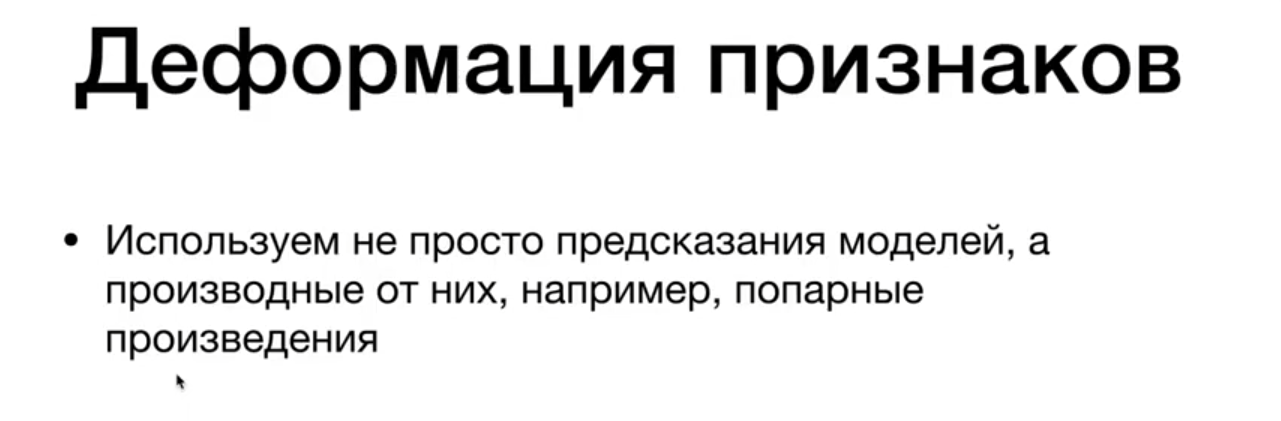 Деформация признаков
• Используем не просто предсказания моделей, а
производные от них, например, попарные
произведения